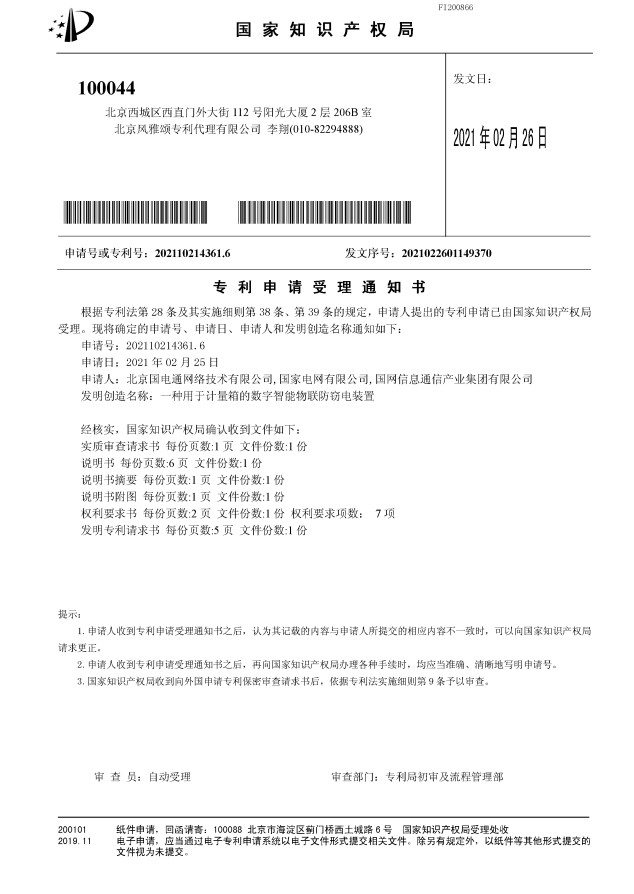 FI200866
国家知识产权局
100044
北京西城区西直门外大街 112 号阳光大厦 2 层 206B 室
北京风雅颂专利代理有限公司 李翔(010-82294888)
发文日：
2021 年 02 月 26 日
申请号或专利号：202110214361.6
发文序号：2021022601149370
专利申请受理通知书
根据专利法第 28 条及其实施细则第 38 条、第 39 条的规定，申请人提出的专利申请已由国家知识产权局
受理。现将确定的申请号、申请日、申请人和发明创造名称通知如下：
申请号：202110214361.6
申请日：2021 年 02 月 25 日
申请人：北京国电通网络技术有限公司,国家电网有限公司,国网信息通信产业集团有限公司
发明创造名称：一种用于计量箱的数字智能物联防窃电装置
经核实，国家知识产权局确认收到文件如下：
实质审查请求书 每份页数:1 页 文件份数:1 份
说明书 每份页数:6 页 文件份数:1 份
说明书摘要 每份页数:1 页 文件份数:1 份
说明书附图 每份页数:1 页 文件份数:1 份
权利要求书 每份页数:2 页 文件份数:1 份 权利要求项数： 7 项
发明专利请求书 每份页数:5 页 文件份数:1 份
提示：
1. 申请人收到专利申请受理通知书之后，认为其记载的内容与申请人所提交的相应内容不一致时，可以向国家知识产权局
请求更正。
2. 申请人收到专利申请受理通知书之后，再向国家知识产权局办理各种手续时，均应当准确、清晰地写明申请号。
3. 国家知识产权局收到向外国申请专利保密审查请求书后，依据专利法实施细则第 9 条予以审查。
审 查 员：自动受理
审查部门：专利局初审及流程管理部
200101 纸件申请，回函请寄：100088 北京市海淀区蓟门桥西土城路 6 号 国家知识产权局受理处收
2019.11 电子申请，应当通过电子专利申请系统以电子文件形式提交相关文件。除另有规定外，以纸件等其他形式提交的
文件视为未提交。